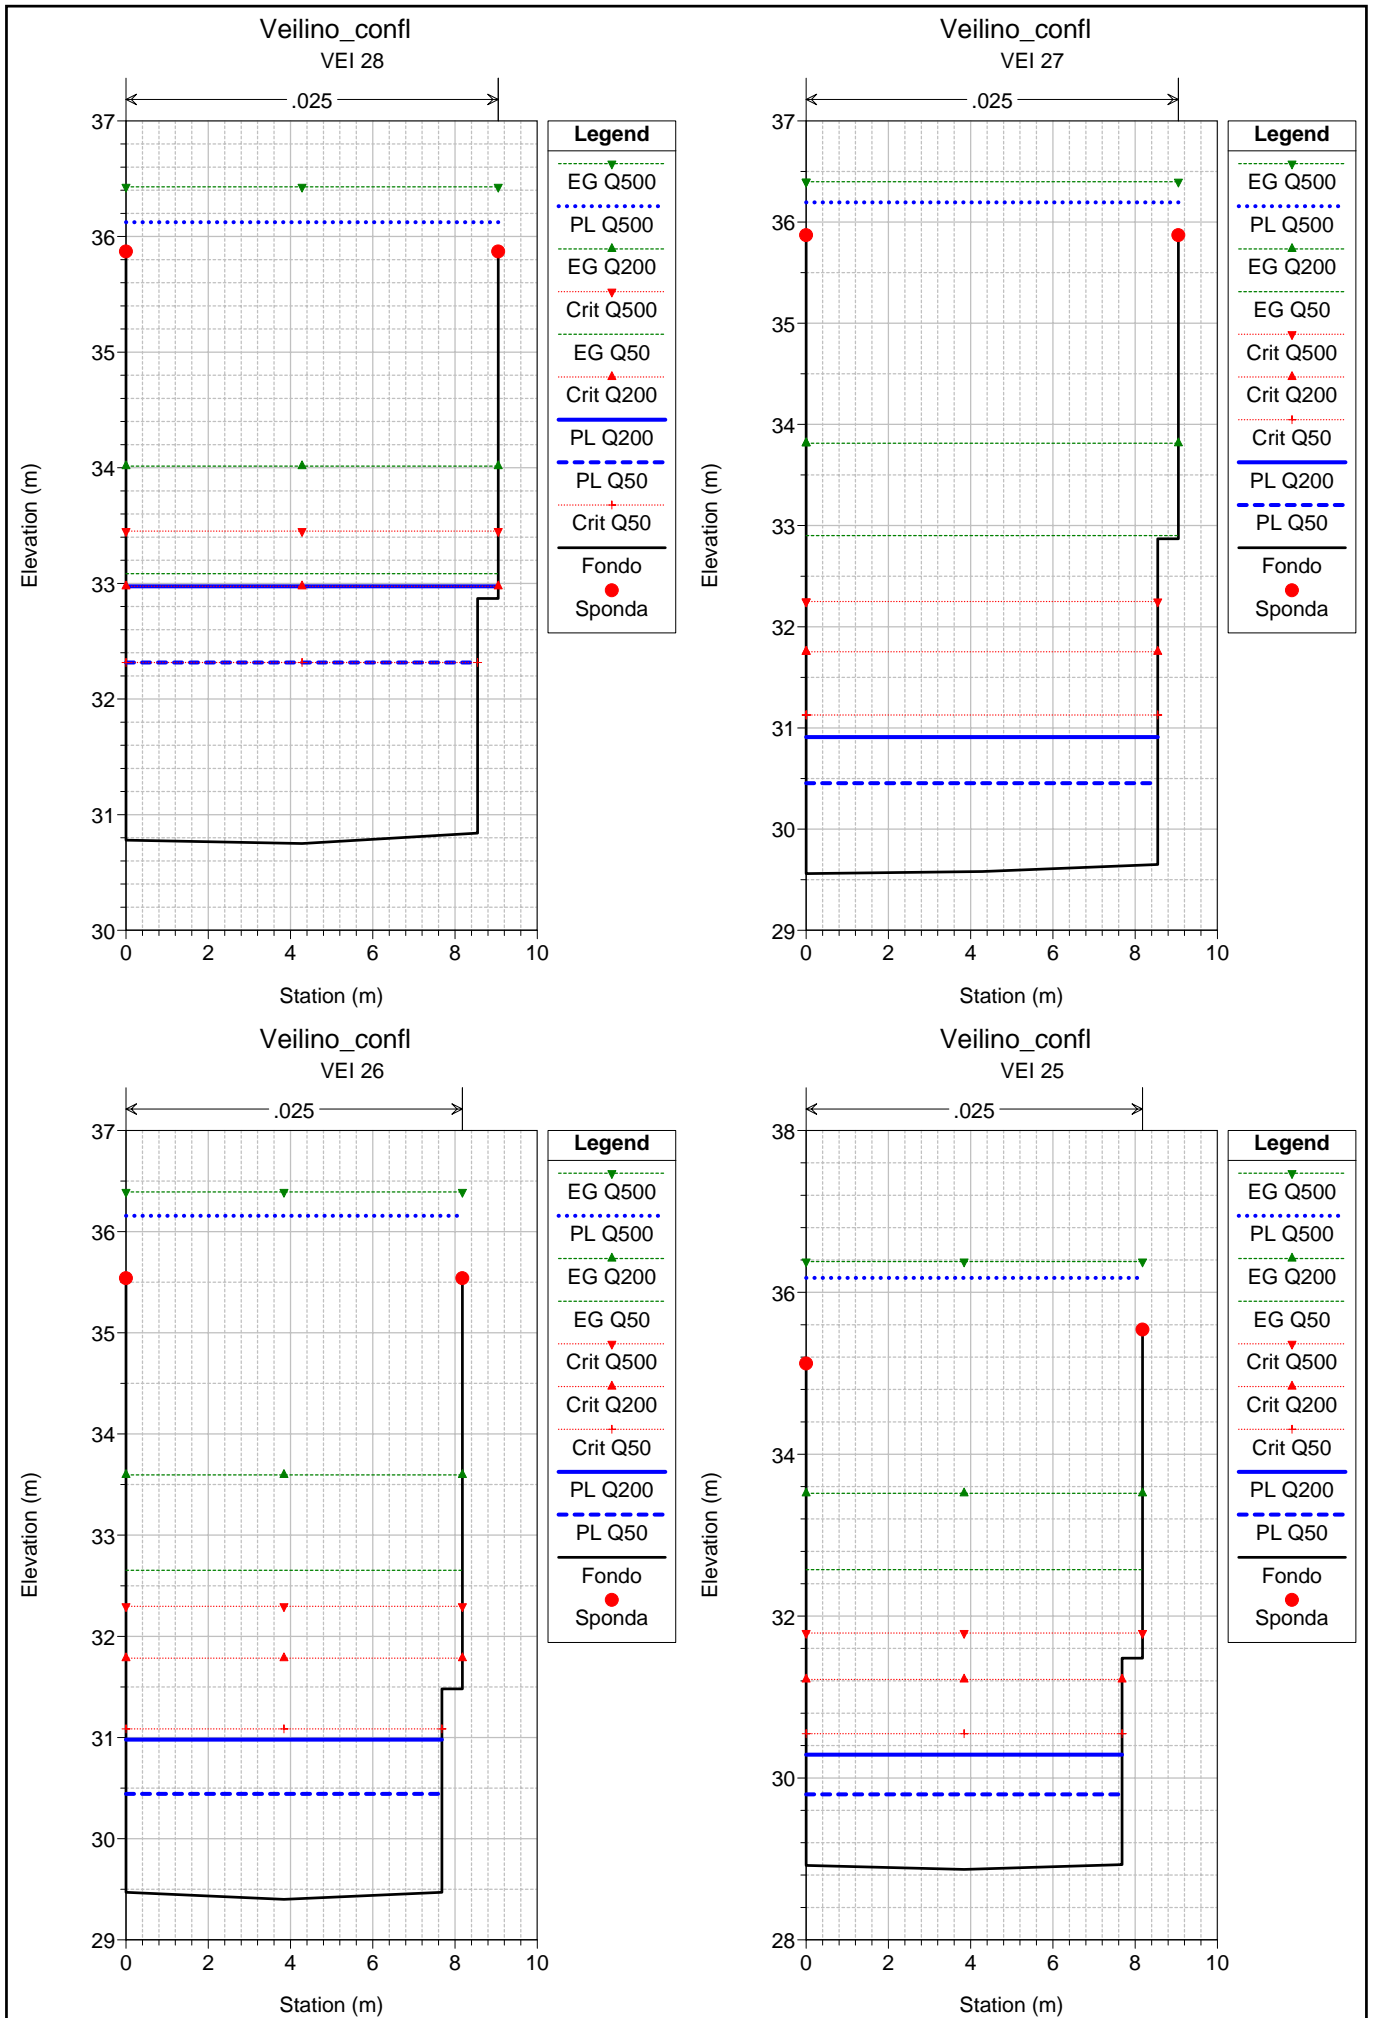 Veilino_confl
VEI 28
.025
37
36
35
34
33
32
31
30
0 2 4 6 8 10
Elevation (m)
Station (m)
Legend
EG Q500
PL Q500
EG Q200
Crit Q500
EG Q50
Crit Q200
PL Q200
PL Q50
Crit Q50
Fondo
Sponda
Veilino_confl
VEI 27
.025
37
36
35
34
33
32
31
30
29
0 2 4 6 8 10
Elevation (m)
Station (m)
Legend
EG Q500
PL Q500
EG Q200
EG Q50
Crit Q500
Crit Q200
Crit Q50
PL Q200
PL Q50
Fondo
Sponda
Veilino_confl
VEI 26
.025
37
36
35
34
33
32
31
30
29
0 2 4 6 8 10
Elevation (m)
Station (m)
Legend
EG Q500
PL Q500
EG Q200
EG Q50
Crit Q500
Crit Q200
Crit Q50
PL Q200
PL Q50
Fondo
Sponda
Veilino_confl
VEI 25
.025
38
36
34
32
30
28
0 2 4 6 8 10
Elevation (m)
Station (m)
Legend
EG Q500
PL Q500
EG Q200
EG Q50
Crit Q500
Crit Q200
Crit Q50
PL Q200
PL Q50
Fondo
Sponda